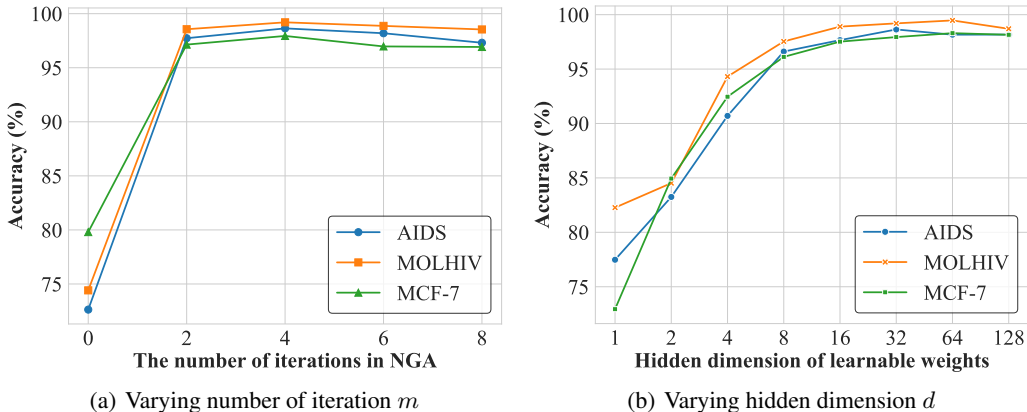 100
95
90
85
80
75
Accuracy (%)
AIDS
MOLHIV
MCF-7
0 2 4 6 8
The number of iterations in NGA
(a) Varying number of iteration m
100
95
90
85
80
75
Accuracy (%)
AIDS
MOLHIV
MCF-7
1 2 4 8 16 32 64 128
Hidden dimension of learnable weights
(b) Varying hidden dimension d